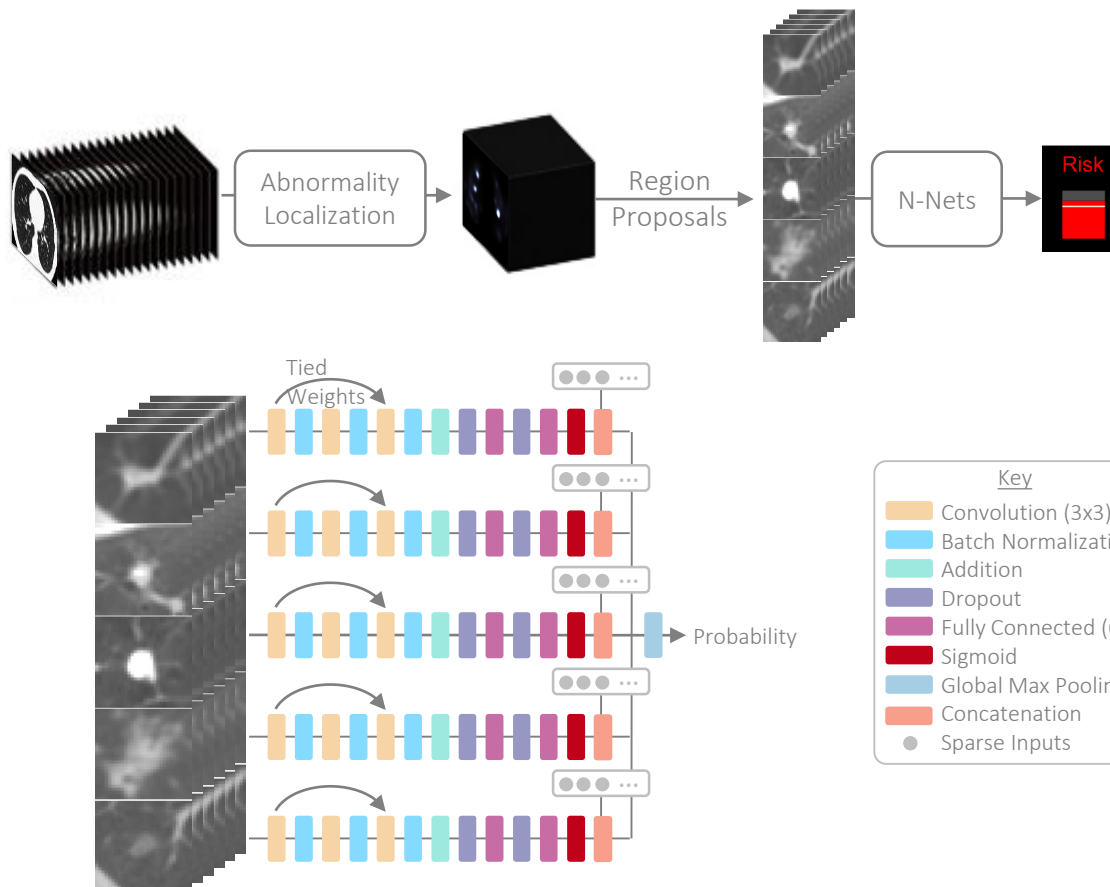 Abnormality
Localization
Region
Proposals
N-Nets
Risk
Tied
Weights
Probability
Key
Convolution (3x3)
Batch Normalizati
Addition
Dropout
Fully Connected (
Sigmoid
Global Max Poolin
Concatenation
Sparse Inputs